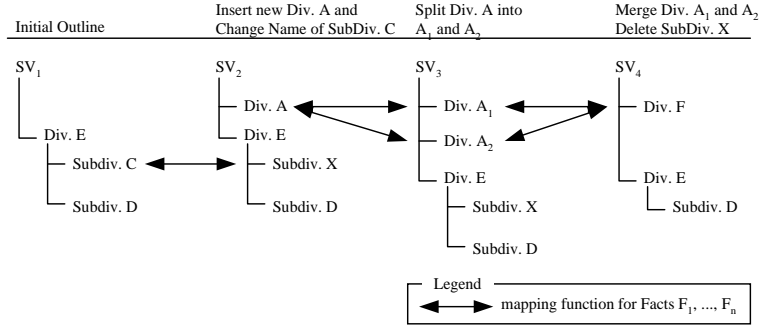 Initial Outline
Insert new Div. A and
Change Name of SubDiv. C
Split Div. A into
A₁ and A₂
Merge Div. A₁ and A₂
Delete SubDiv. X
SV₁
Div. E
Subdiv. C
Subdiv. D
SV₂
Div. A
Div. E
Subdiv. X
Subdiv. D
SV₃
Div. A₁
Div. A₂
Div. E
Subdiv. X
Subdiv. D
SV₄
Div. F
Div. E
Subdiv. D
Legend
mapping function for Facts F₁, ..., Fₙ